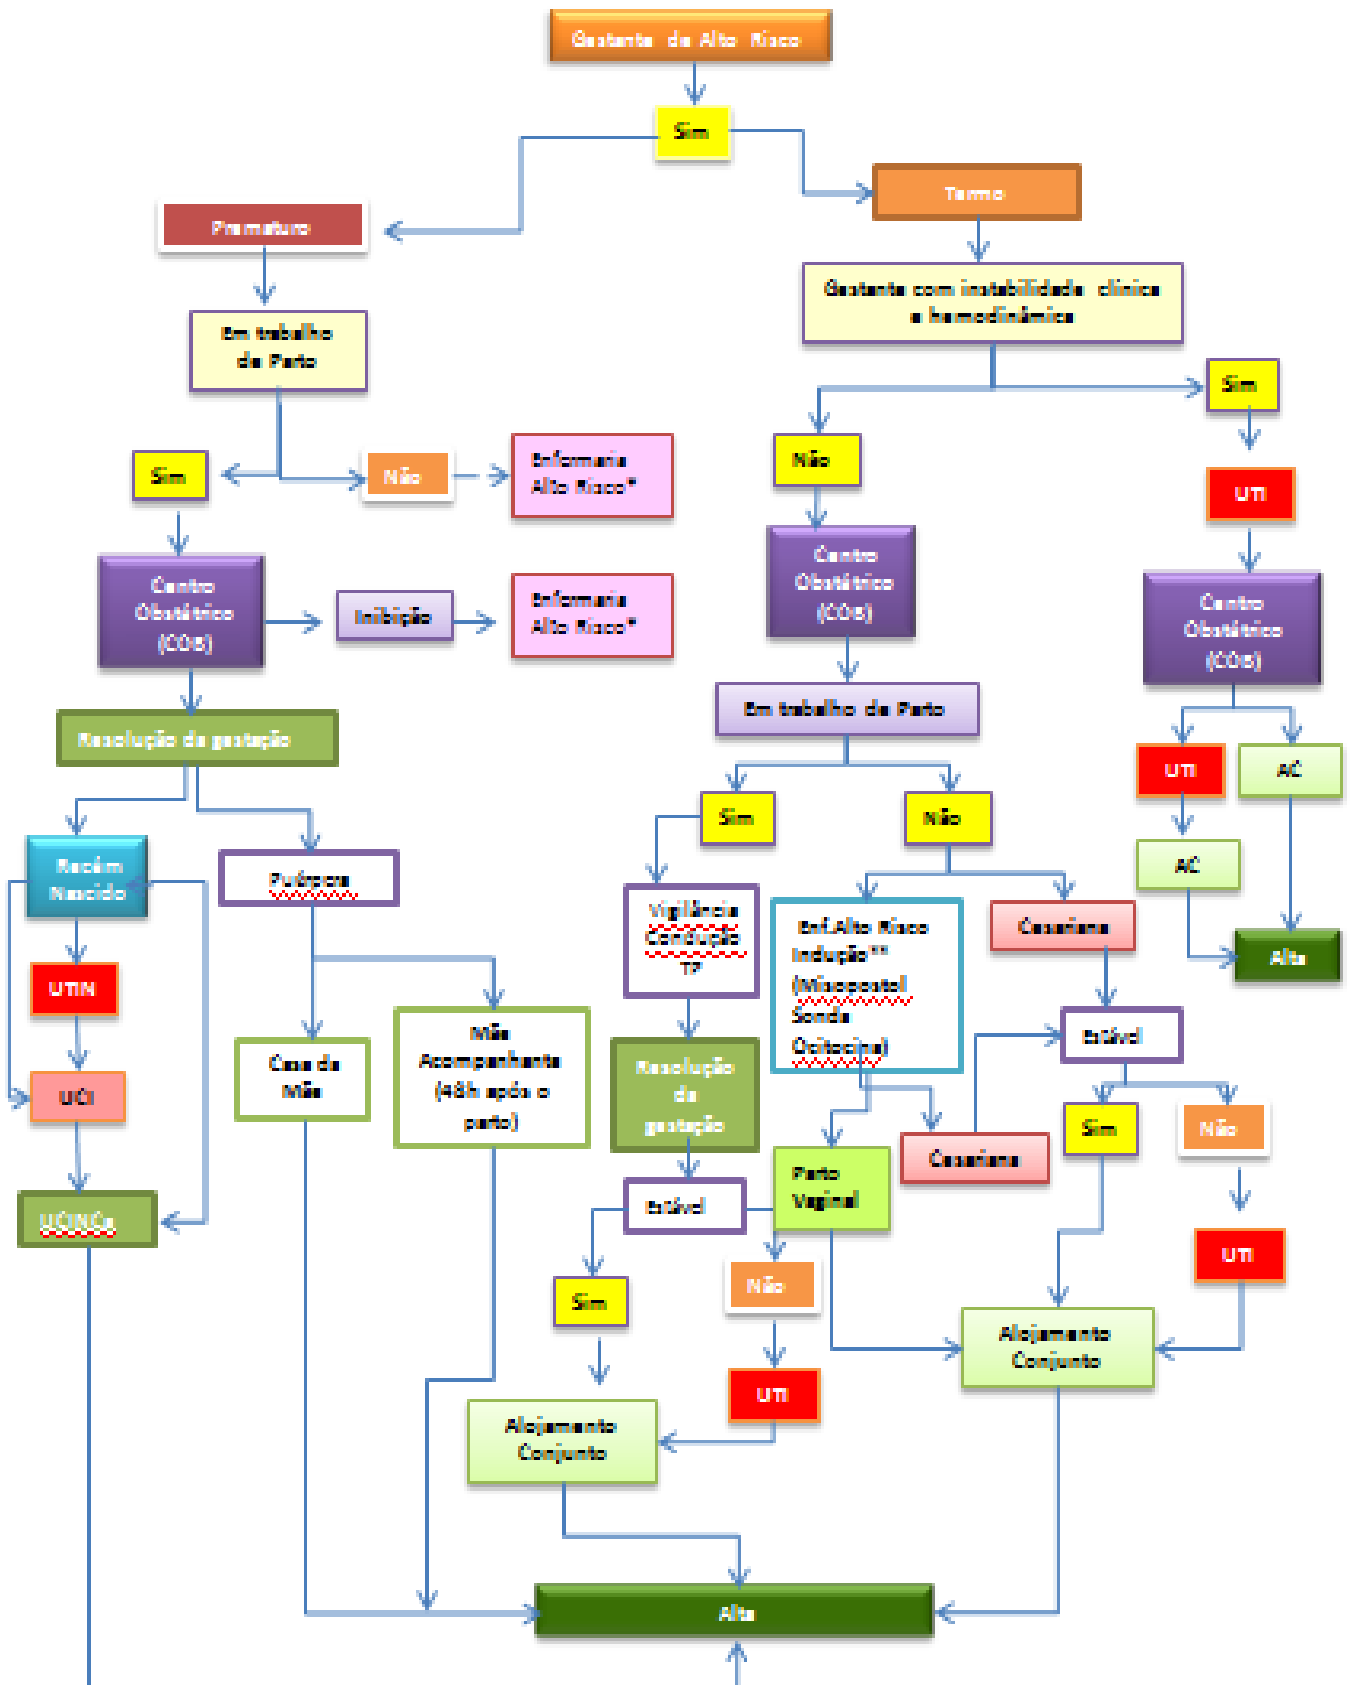 Gestante de Alto Risco
Sim
Termo
Prematuro
Gestante com instabilidade clínica
e hemodinâmica
Em trabalho
de Parto
Sim
Não
Sim
Não
Enfermaria
Alto Risco*
UTI
Centro
Obstétrico
(COB)
Centro
Obstétrico
(COB)
Inibição
Enfermaria
Alto Risco*
Centro
Obstétrico
(COB)
Em trabalho de Parto
Resolução da gestação
UTI
AC
Sim
Não
Recém
Nascido
Puérpera
AC
Vigilância
Condução
TP
Enf.Alto Risco
Indução**
(Misopostol
Sonda
Ocitocina)
Cesariana
Alta
UTIN
Mãe
Acompanhante
(48h após o
parto)
Casa da
Mãe
Estável
Resolução
da
gestação
UCI
Sim
Não
Cesariana
Parto
Vaginal
Estável
UCINCa
UTI
Não
Sim
Alojamento
Conjunto
UTI
Alojamento
Conjunto
Alta